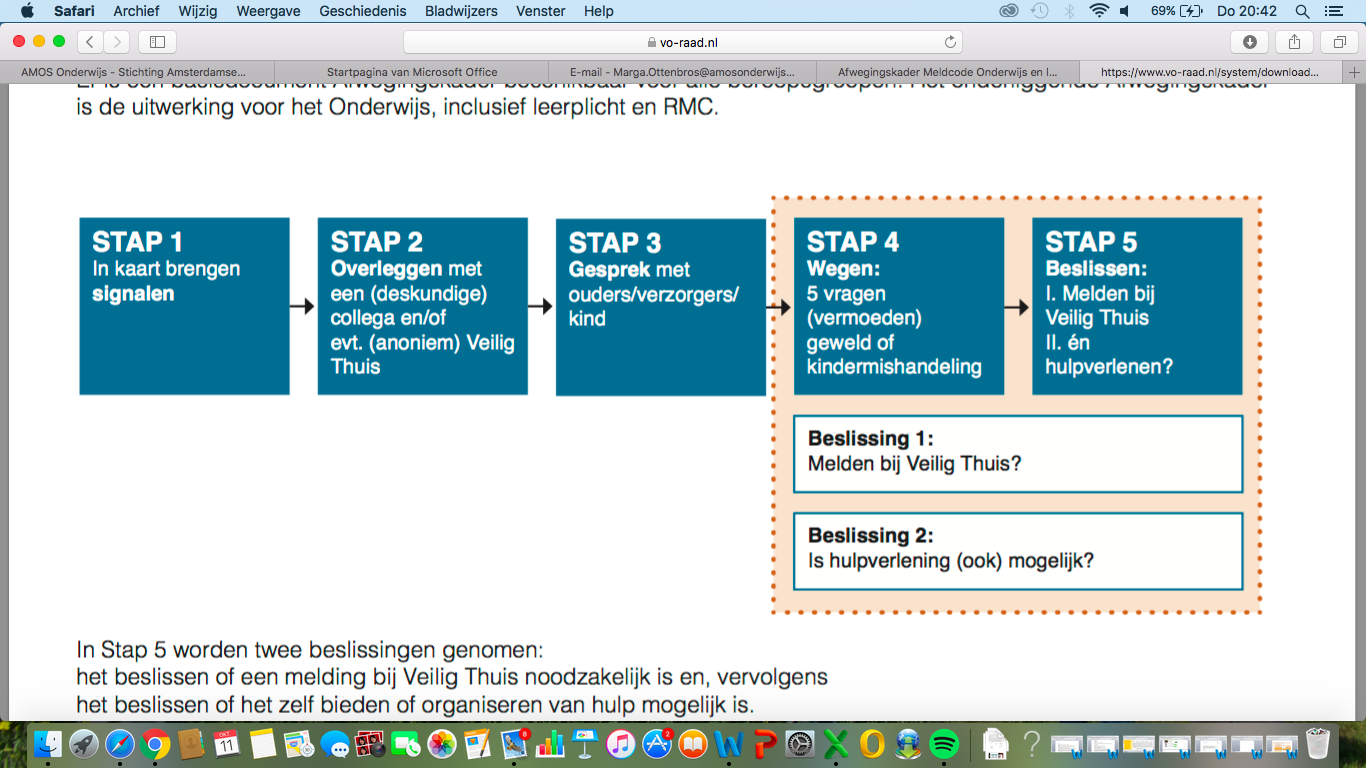 Safari Archief Wijzig Weergave Geschiedenis Bladwijzers Venster Help 69% Do 20:42
vo-raad.nl
AMOS Onderwijs - Stichting Amsterdamse... Startpagina van Microsoft Office E-mail - Marga.Ottenbros@amosonderwijs... Afwegingskader Meldcode Onderwijs en l... https://www.vo-raad.nl/system/download...
is de uitwerking voor het Onderwijs, inclusief leerplicht en RMC.
STAP 1
In kaart brengen
signalen
STAP 2
Overleggen met
een (deskundige)
collega en/of
evt. (anoniem) Veilig
Thuis
STAP 3
Gesprek met
ouders/verzorgers/
kind
STAP 4
Wegen:
5 vragen
(vermoeden)
geweld of
kindermishandeling
STAP 5
Beslissen:
I. Melden bij
Veilig Thuis
II. én
hulpverlenen?
Beslissing 1:
Melden bij Veilig Thuis?
Beslissing 2:
Is hulpverlening (ook) mogelijk?
In Stap 5 worden twee beslissingen genomen:
het beslissen of een melding bij Veilig Thuis noodzakelijk is en, vervolgens
het beslissen of het zelf bieden of organiseren van hulp mogelijk is.
OKT
11
8
2